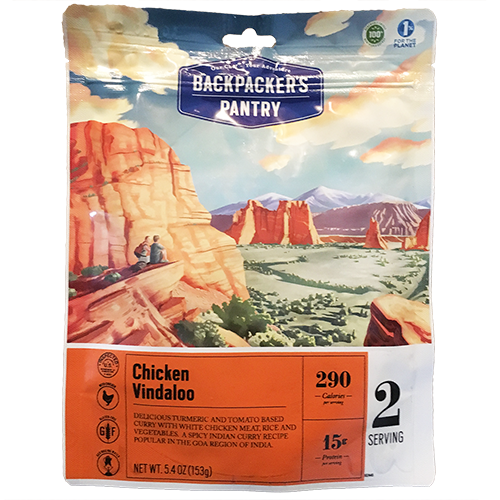 100%
1%
FOR THE
PLANET
BACKPACKER'S
PANTRY
Chicken
Vindaloo
DELICIOUS TURMERIC AND TOMATO BASED
CURRY WITH WHITE CHICKEN MEAT, RICE AND
VEGETABLES. A SPICY INDIAN CURRY RECIPE
POPULAR IN THE GOA REGION OF INDIA.
NET WT. 5.4 OZ (153g)
290
Calories
per serving
15g
Protein
per serving
2
SERVING
GF